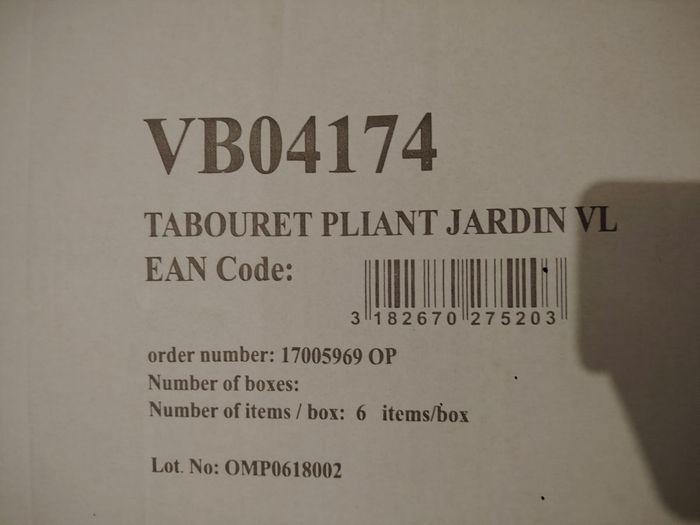 VB04174
TABOURET PLIANT JARDIN VL
EAN Code:
3 182670 275203
order number: 17005969 OP
Number of boxes:
Number of items / box: 6 items/box
Lot. No: OMP0618002